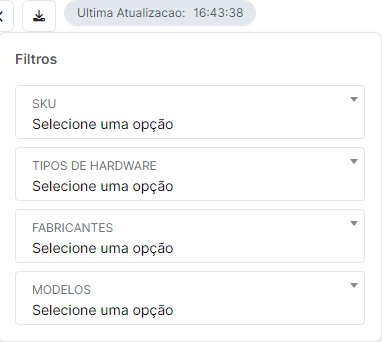 Ultima Atualizacao: 16:43:38
Filtros
SKU
Selecione uma opção
TIPOS DE HARDWARE
Selecione uma opção
FABRICANTES
Selecione uma opção
MODELOS
Selecione uma opção